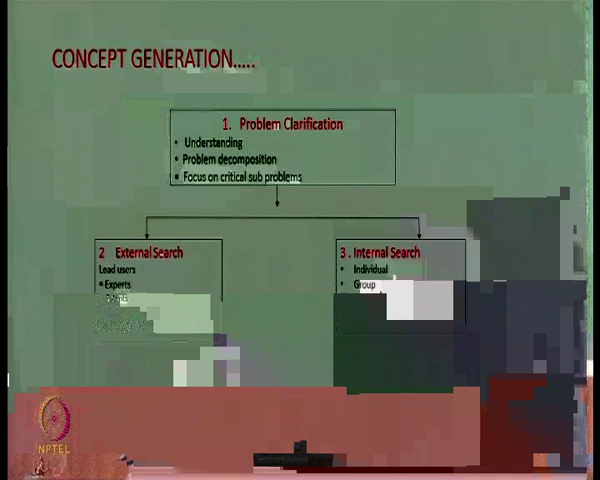 CONCEPT GENERATION.....
1. Problem Clarification
• Understanding
• Problem decomposition
• Focus on critical sub problems
2 External Search
Lead users
• Experts
3 . Internal Search
• Individual
• Group
NPTEL